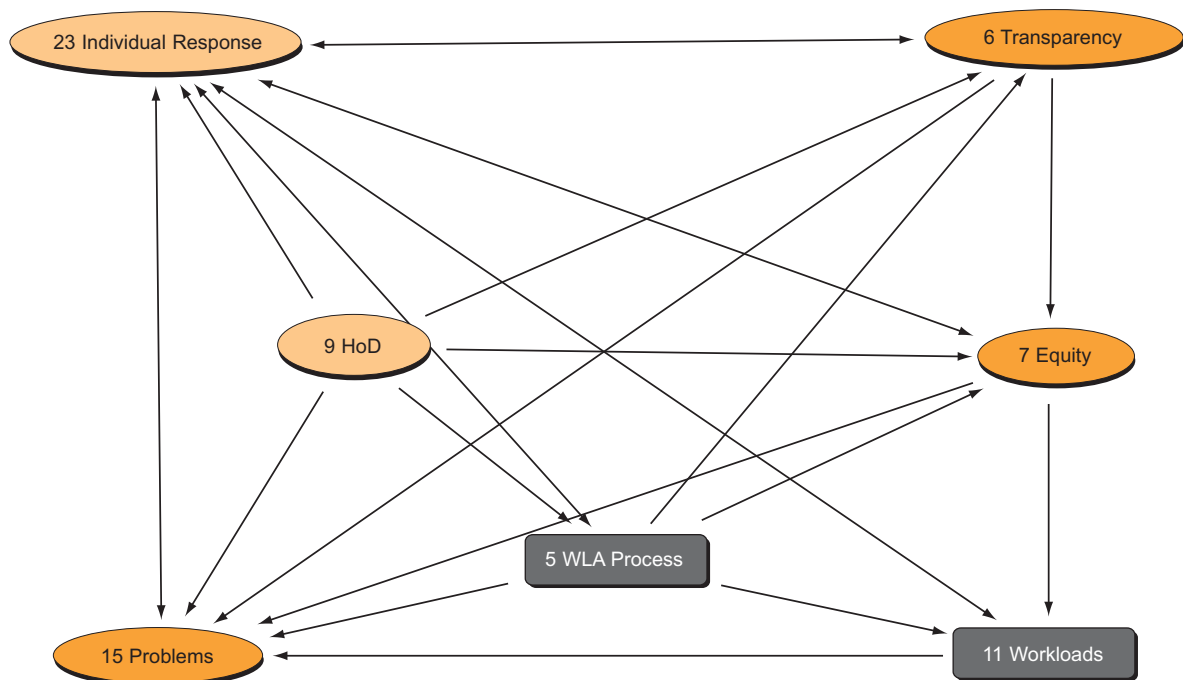 23 Individual Response
6 Transparency
9 HoD
7 Equity
5 WLA Process
15 Problems
11 Workloads